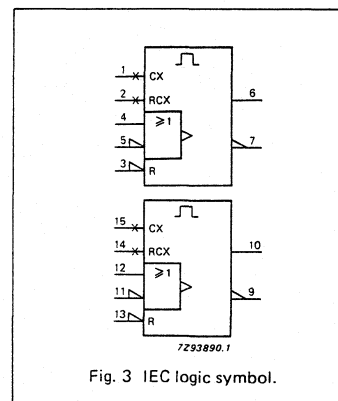 1 CX
2 RCX
6
4 ≥1
5
7
3 R
15 CX
14 RCX
10
12 ≥1
11
9
13 R
7Z93890.1
Fig. 3 IEC logic symbol.